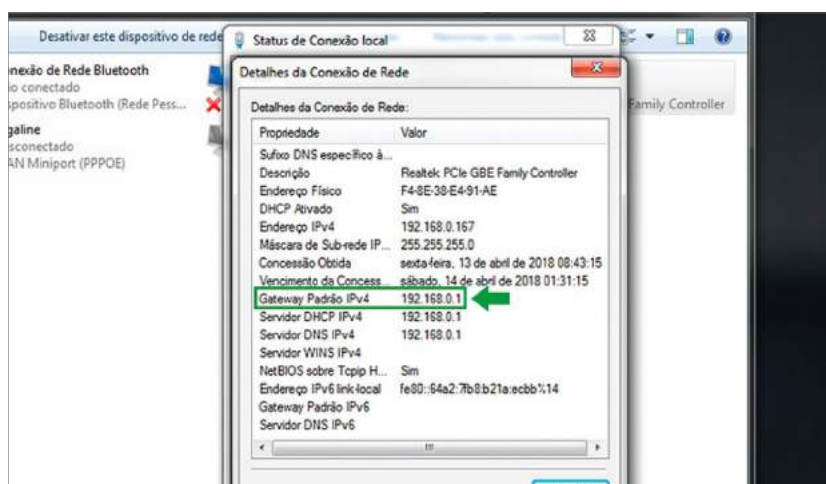 Desativar este dispositivo de rede
Status de Conexão local
Detalhes da Conexão de Rede
nexão de Rede Bluetooth
o conectado
spositivo Bluetooth (Rede Pess...
galine
sconectado
AN Miniport (PPPOE)
Family Controller
Detalhes da Conexão de Rede:
Propriedade Valor
Sufixo DNS específico à...
Descrição Realtek PCIe GBE Family Controller
Endereço Físico F4-8E-38-E4-91-AE
DHCP Ativado Sim
Endereço IPv4 192.168.0.167
Máscara de Sub-rede IP... 255.255.255.0
Concessão Obtida sexta-feira, 13 de abril de 2018 08:43:15
Vencimento da Concess... sábado, 14 de abril de 2018 01:31:15
Gateway Padrão IPv4 192.168.0.1
Servidor DHCP IPv4 192.168.0.1
Servidor DNS IPv4 192.168.0.1
Servidor WINS IPv4
NetBIOS sobre Tcpip H... Sim
Endereço IPv6 link-local fe80::64a2:7fb8:b21a:ecbb%14
Gateway Padrão IPv6
Servidor DNS IPv6